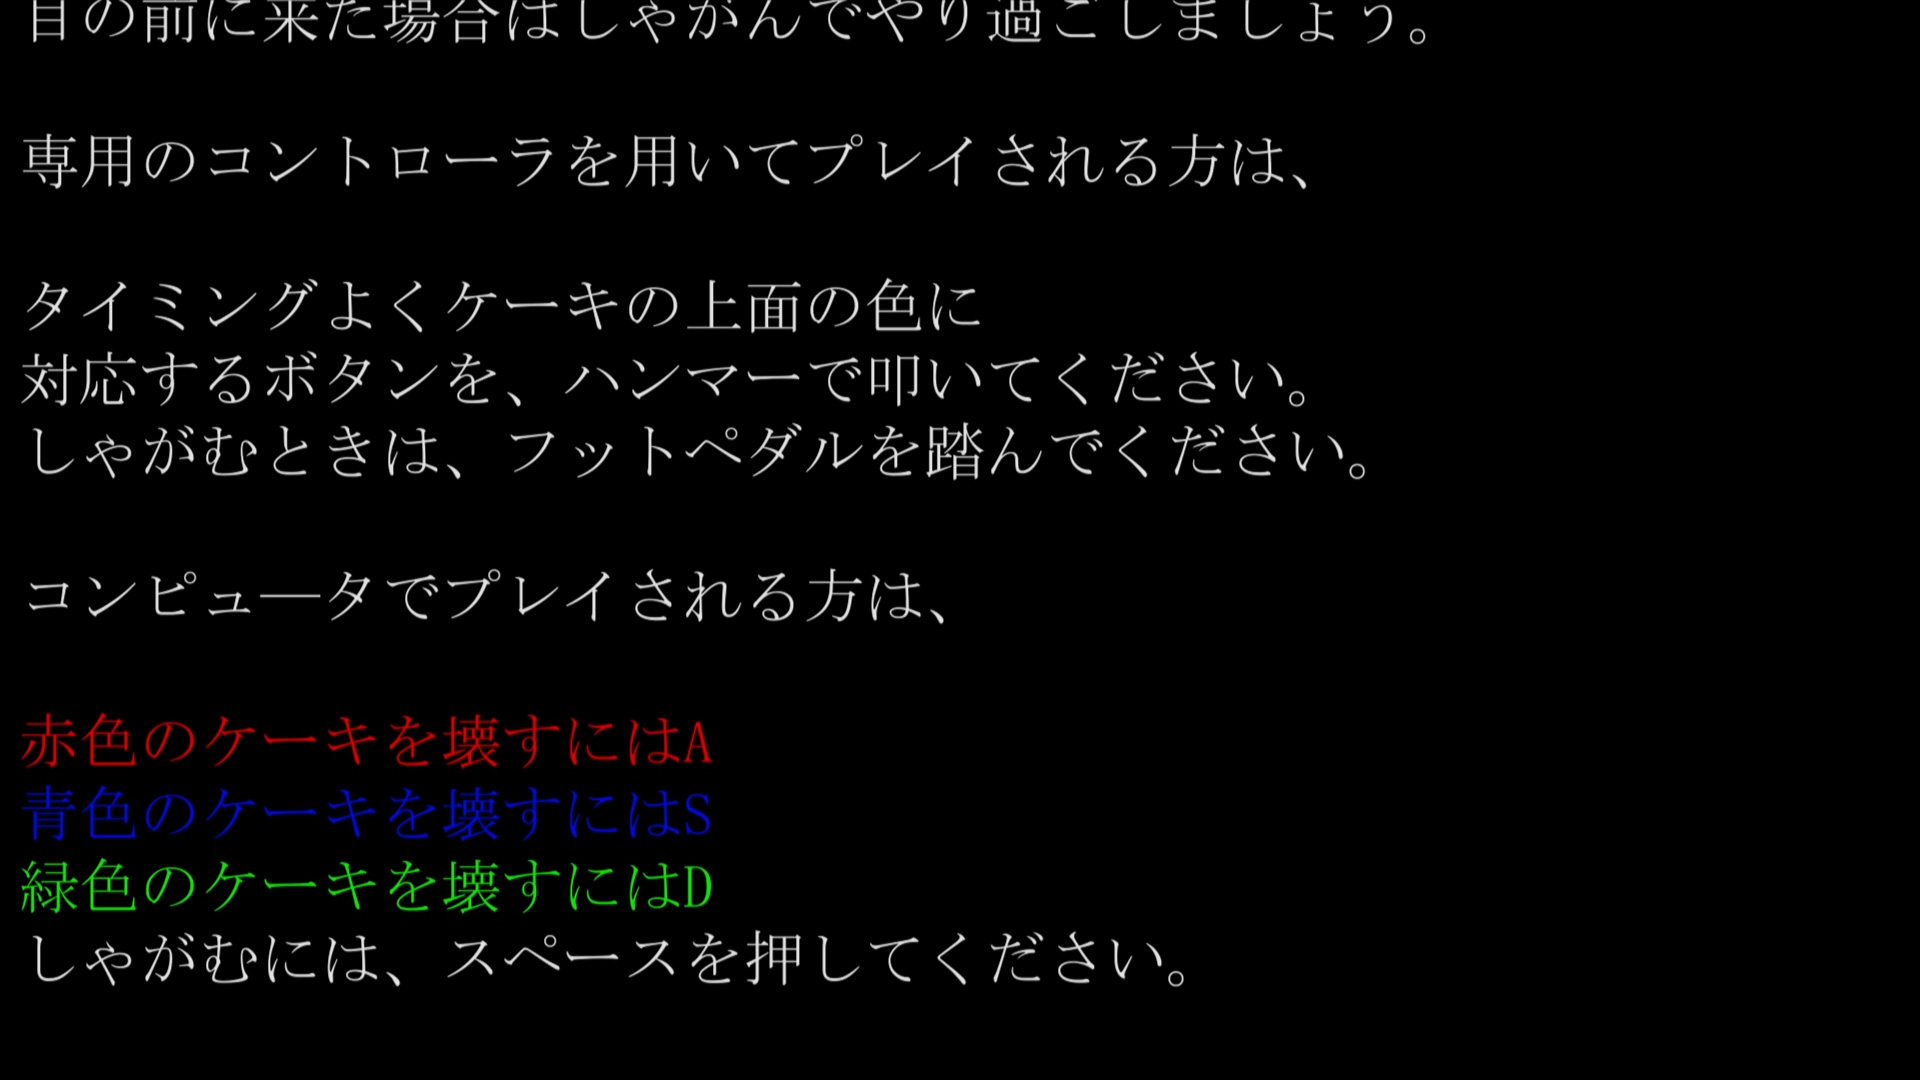 目の前に来た場合はしゃがんでやり過ごしましょう。
専用のコントローラを用いてプレイされる方は、
タイミングよくケーキの上面の色に
対応するボタンを、ハンマーで叩いてください。
しゃがむときは、フットペダルを踏んでください。
コンピュ―タでプレイされる方は、
赤色のケーキを壊すにはA
青色のケーキを壊すにはS
緑色のケーキを壊すにはD
しゃがむには、スペースを押してください。